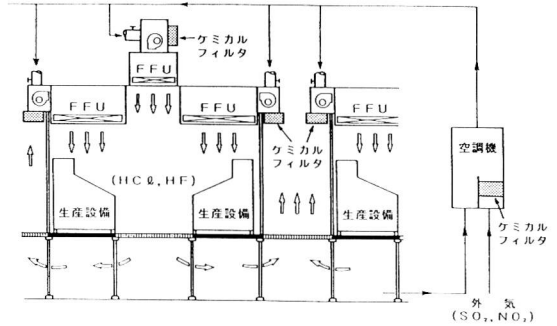 ケミカル
フィルタ
FFU
FFU
FFU
FFU
ケミカル
フィルタ
空調機
(HCℓ,HF)
生産設備
生産設備
生産設備
ケミカル
フィルタ
外気
(SO₂,NO₂)